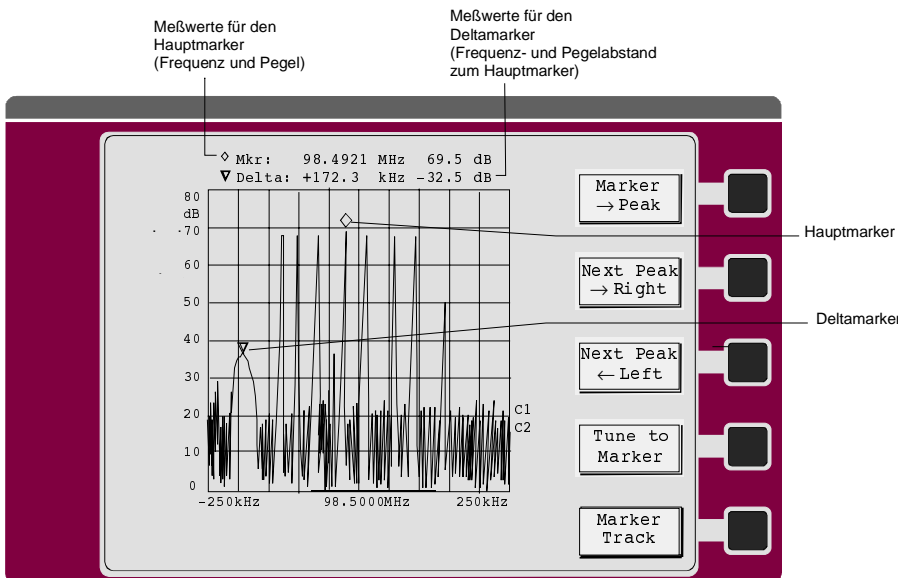 Meßwerte für den
Hauptmarker
(Frequenz und Pegel)
Meßwerte für den
Deltamarker
(Frequenz- und Pegelabstand
zum Hauptmarker)
◇ Mkr: 98.4921 MHz 69.5 dB
▽ Delta: +172.3 kHz -32.5 dB
80
dB
70
60
50
40
30
20
10
0
C1
C2
-250kHz 98.5000MHz 250kHz
Marker
→ Peak
Next Peak
→ Right
Next Peak
← Left
Tune to
Marker
Marker
Track
Hauptmarker
Deltamarker